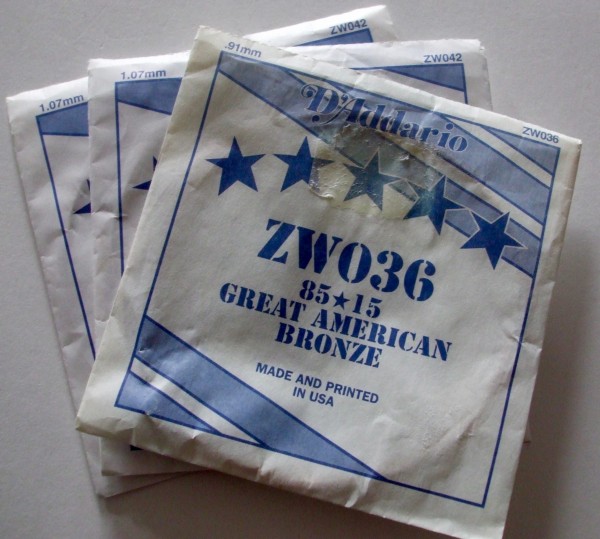 1.07mm
ZW042
1.07mm
ZW042
.91mm
ZW036
D'Addario
ZW036
85★15
GREAT AMERICAN
BRONZE
MADE AND PRINTED
IN USA